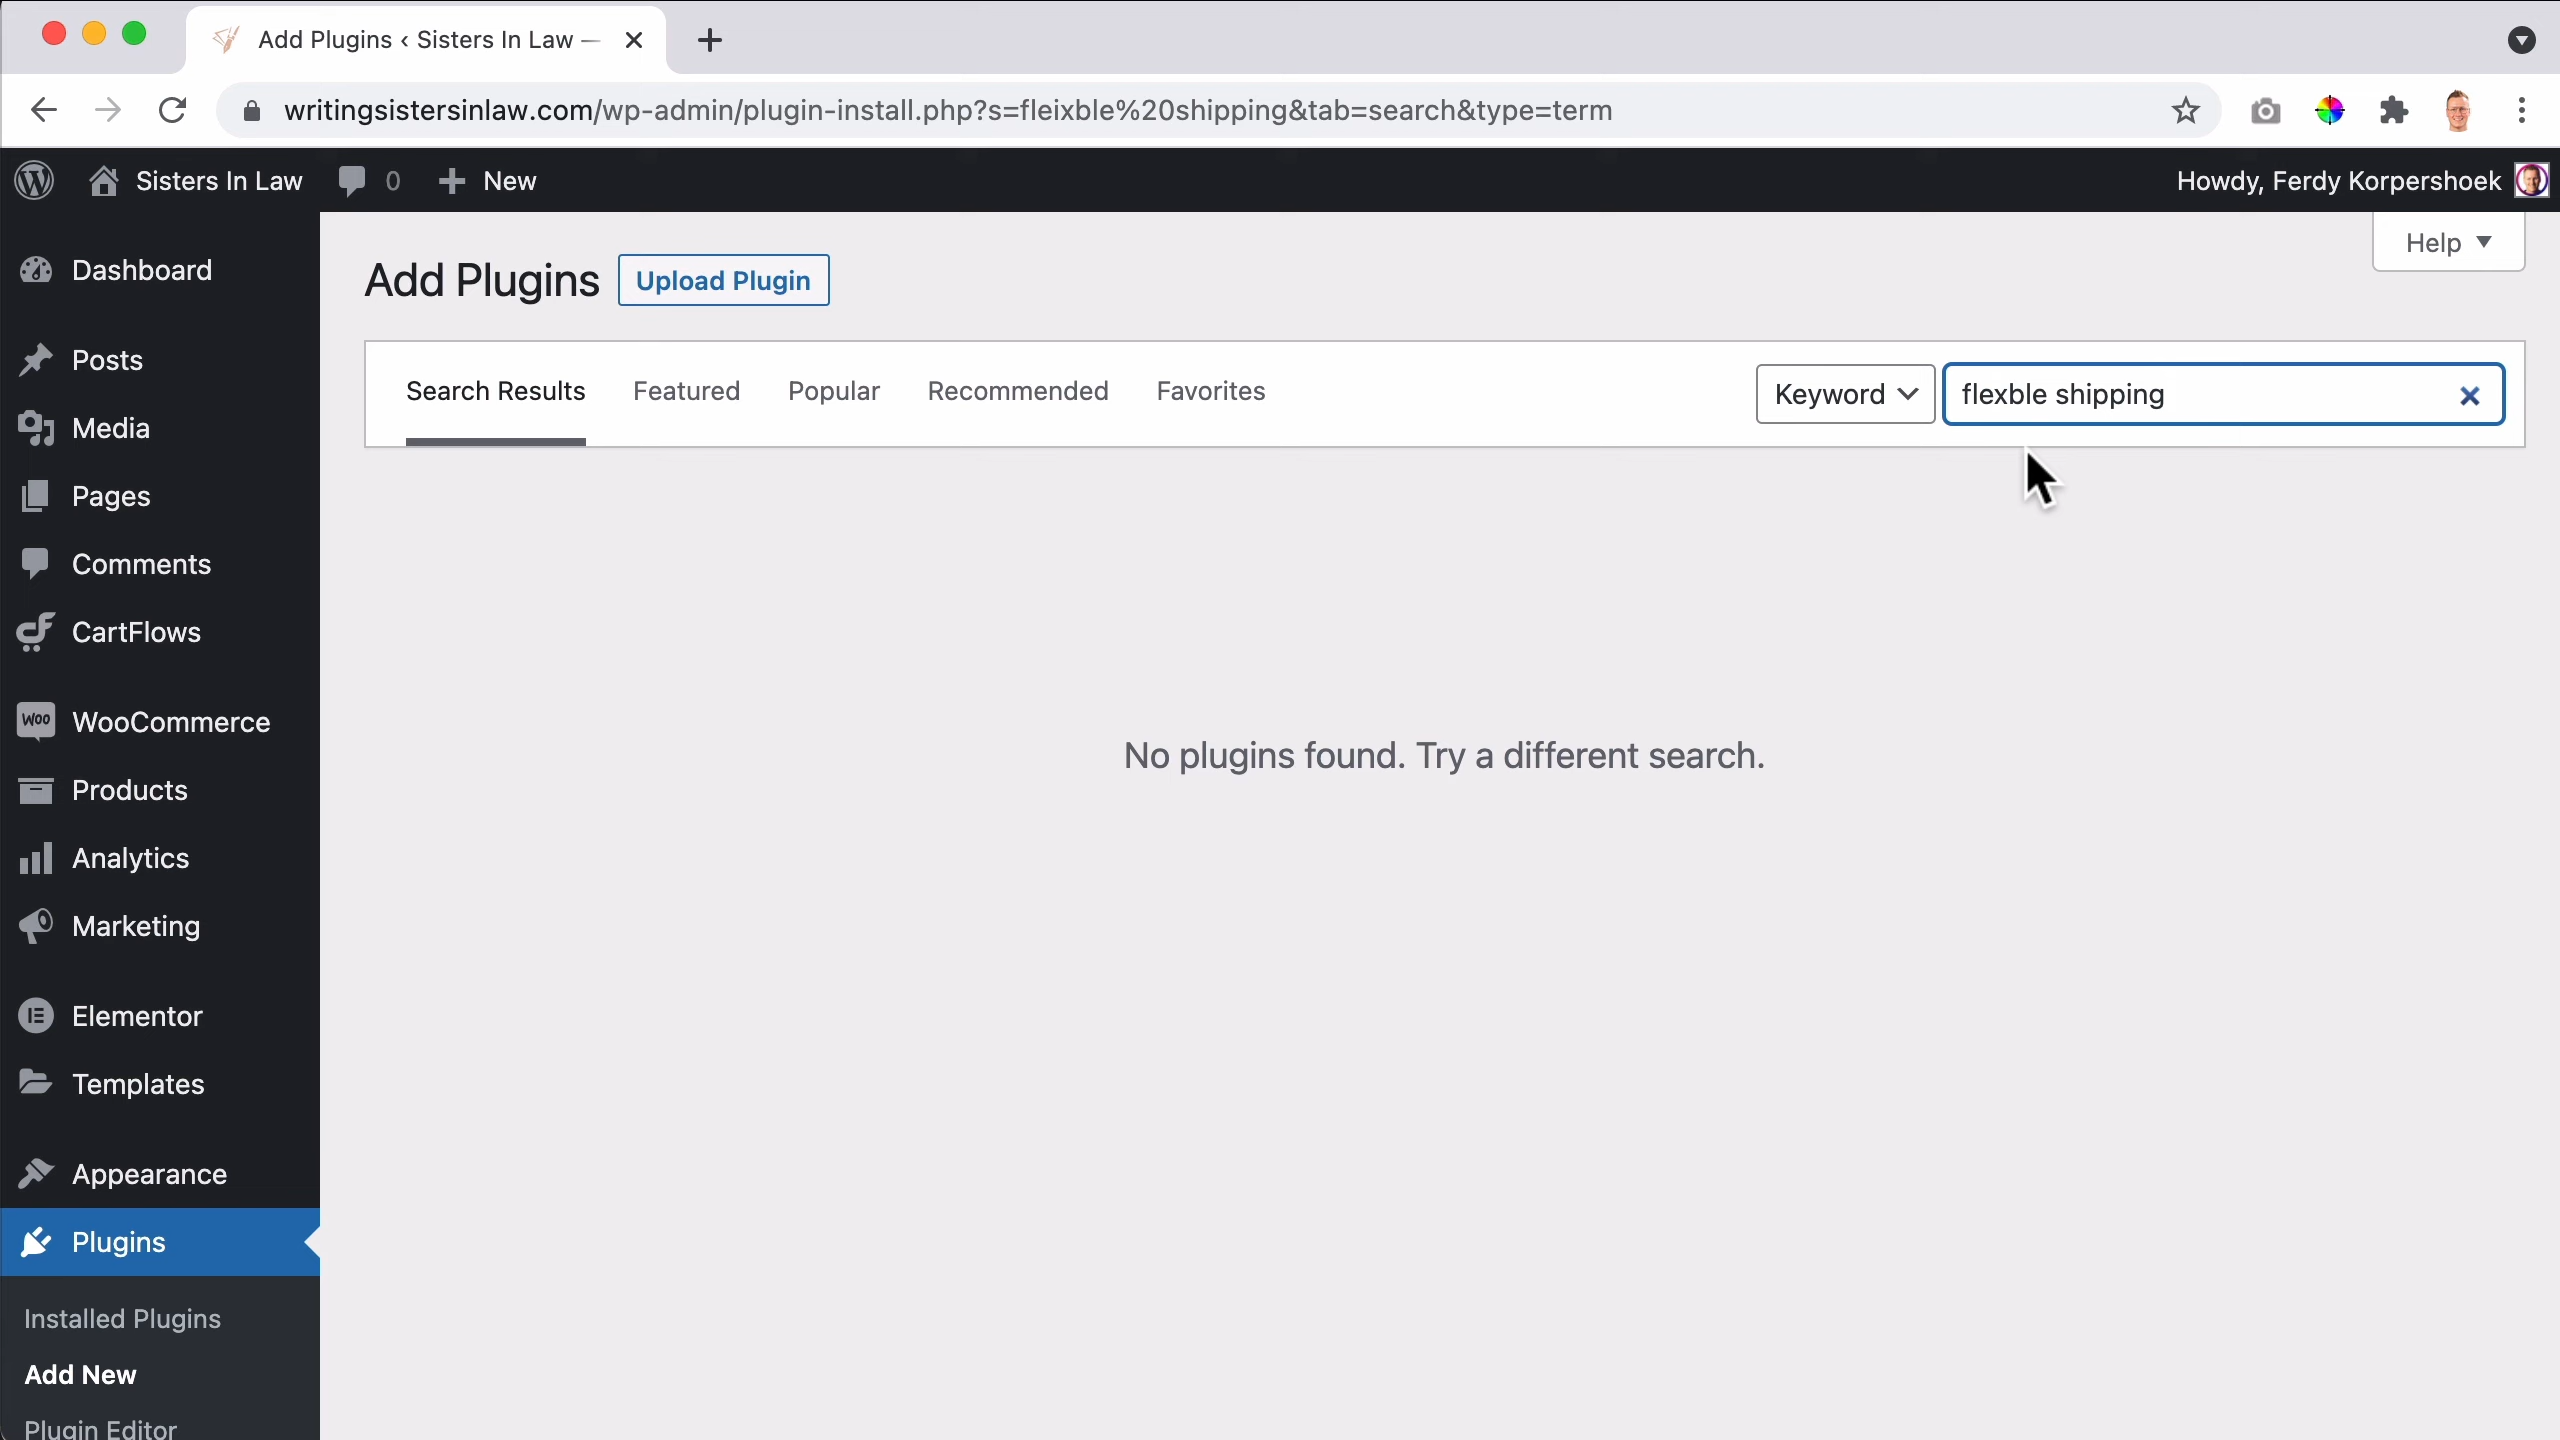 Add Plugins ‹ Sisters In Law —
writingsistersinlaw.com/wp-admin/plugin-install.php?s=fleixble%20shipping&tab=search&type=term
Sisters In Law 0 New
Howdy, Ferdy Korpershoek
Help
Add Plugins Upload Plugin
Search Results Featured Popular Recommended Favorites
Keyword flexble shipping
No plugins found. Try a different search.
Dashboard
Posts
Media
Pages
Comments
CartFlows
Woo WooCommerce
Products
Analytics
Marketing
Elementor
Templates
Appearance
Plugins
Installed Plugins
Add New
Plugin Editor